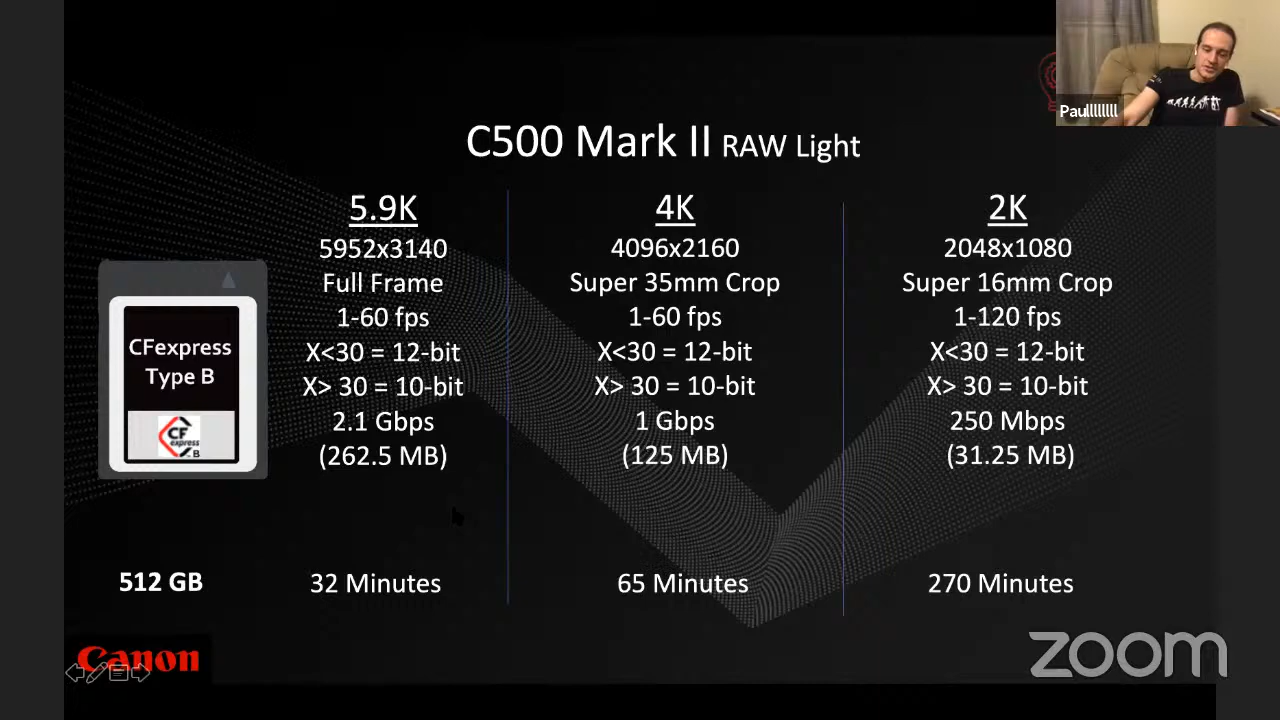 Paulllllllll
C500 Mark II RAW Light
5.9K
5952x3140
Full Frame
1-60 fps
X<30 = 12-bit
X> 30 = 10-bit
2.1 Gbps
(262.5 MB)
4K
4096x2160
Super 35mm Crop
1-60 fps
X<30 = 12-bit
X> 30 = 10-bit
1 Gbps
(125 MB)
2K
2048x1080
Super 16mm Crop
1-120 fps
X<30 = 12-bit
X> 30 = 10-bit
250 Mbps
(31.25 MB)
CFexpress
Type B
CF
express
B
512 GB
32 Minutes
65 Minutes
270 Minutes
Canon
zoom